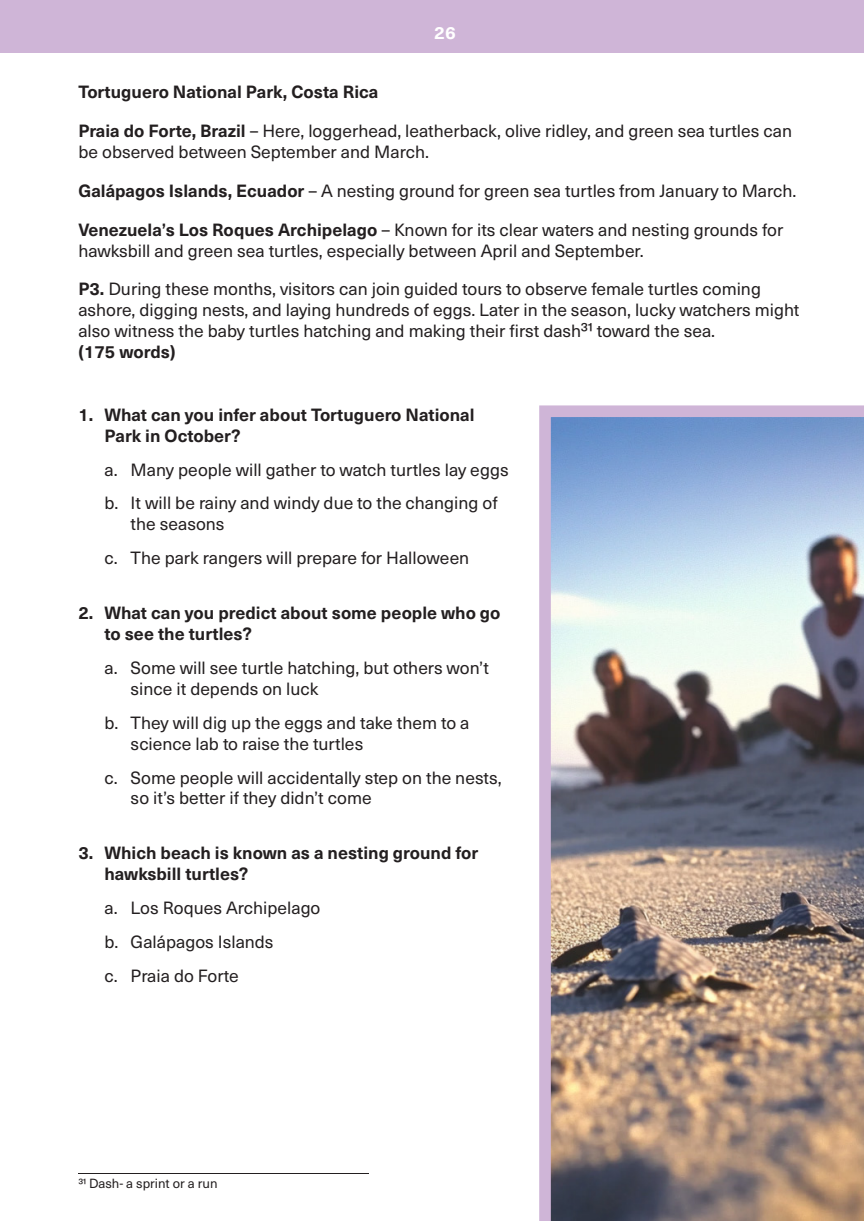 26
Tortuguero National Park, Costa Rica
Praia do Forte, Brazil – Here, loggerhead, leatherback, olive ridley, and green sea turtles can
be observed between September and March.
Galápagos Islands, Ecuador – A nesting ground for green sea turtles from January to March.
Venezuela’s Los Roques Archipelago – Known for its clear waters and nesting grounds for
hawksbill and green sea turtles, especially between April and September.
P3. During these months, visitors can join guided tours to observe female turtles coming
ashore, digging nests, and laying hundreds of eggs. Later in the season, lucky watchers might
also witness the baby turtles hatching and making their first dash³¹ toward the sea.
(175 words)
1. What can you infer about Tortuguero National
Park in October?
a. Many people will gather to watch turtles lay eggs
b. It will be rainy and windy due to the changing of
the seasons
c. The park rangers will prepare for Halloween
2. What can you predict about some people who go
to see the turtles?
a. Some will see turtle hatching, but others won’t
since it depends on luck
b. They will dig up the eggs and take them to a
science lab to raise the turtles
c. Some people will accidentally step on the nests,
so it’s better if they didn’t come
3. Which beach is known as a nesting ground for
hawksbill turtles?
a. Los Roques Archipelago
b. Galápagos Islands
c. Praia do Forte
³¹ Dash- a sprint or a run